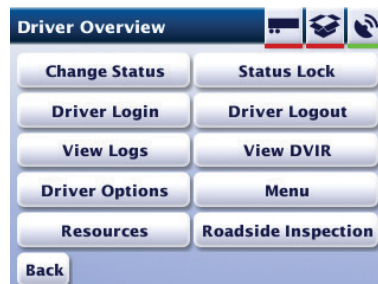 Driver Overview
Change Status
Status Lock
Driver Login
Driver Logout
View Logs
View DVIR
Driver Options
Menu
Resources
Roadside Inspection
Back